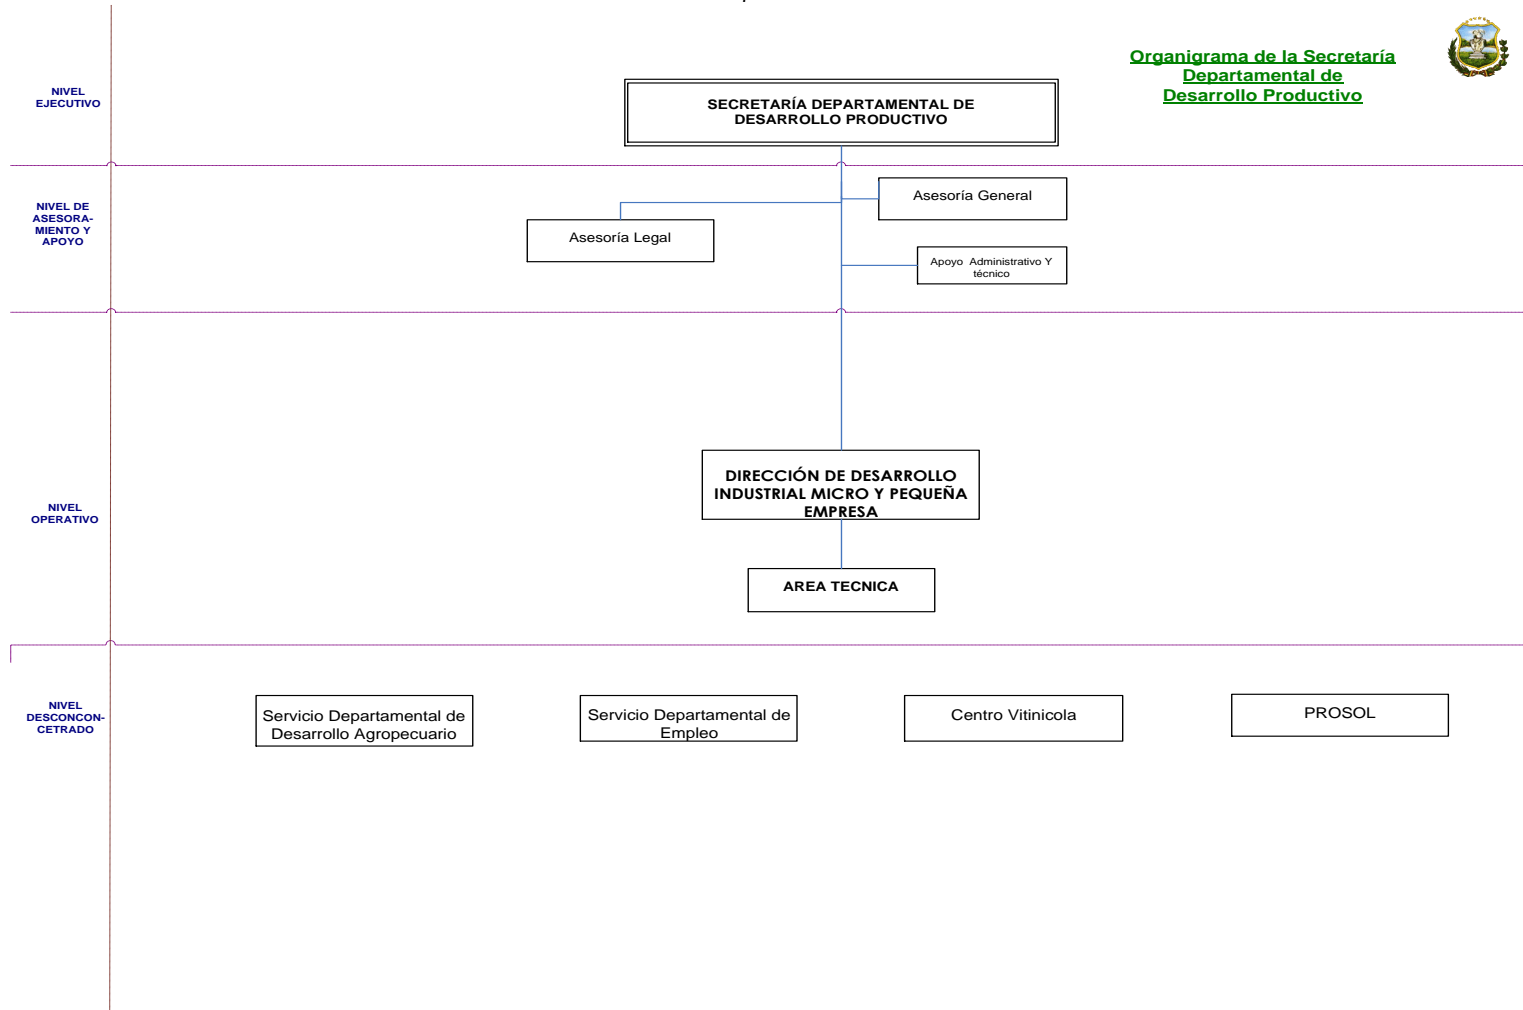 Organigrama de la Secretaría
Departamental de
Desarrollo Productivo
NIVEL
EJECUTIVO
SECRETARÍA DEPARTAMENTAL DE
DESARROLLO PRODUCTIVO
NIVEL DE
ASESORA-
MIENTO Y
APOYO
Asesoría General
Asesoría Legal
Apoyo Administrativo Y
técnico
NIVEL
OPERATIVO
DIRECCIÓN DE DESARROLLO
INDUSTRIAL MICRO Y PEQUEÑA
EMPRESA
AREA TECNICA
NIVEL
DESCONCON-
CETRADO
Servicio Departamental de
Desarrollo Agropecuario
Servicio Departamental de
Empleo
Centro Vitinicola
PROSOL